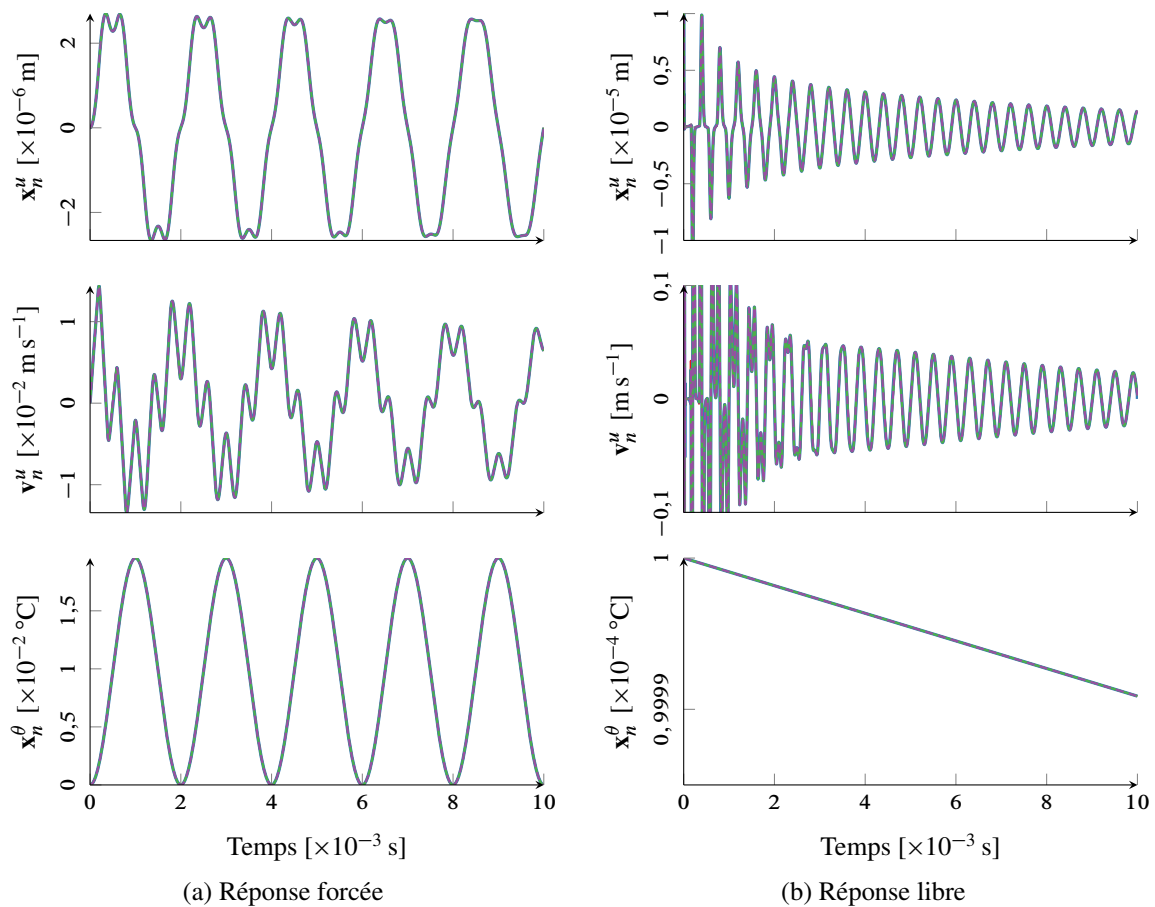 2
0
−2
x_n^u [×10⁻⁶ m]
1
0,5
0
−0,5
−1
x_n^u [×10⁻⁵ m]
1
0
−1
v_n^u [×10⁻² m s⁻¹]
0,1
0
−0,1
v_n^u [m s⁻¹]
1,5
1
0,5
0
x_n^θ [×10⁻² °C]
0 2 4 6 8 10
Temps [×10⁻³ s]
(a) Réponse forcée
1
0,9999
x_n^θ [×10⁻⁴ °C]
0 2 4 6 8 10
Temps [×10⁻³ s]
(b) Réponse libre